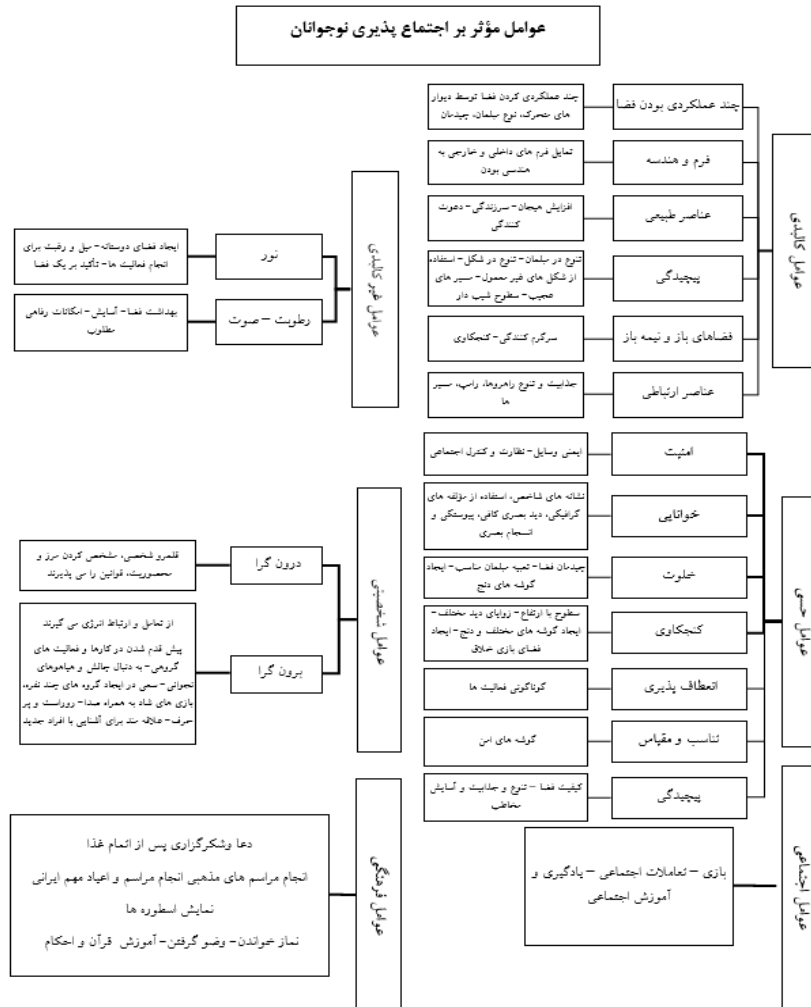 عوامل مؤثر بر اجتماع پذیری نوجوانان
عوامل کالبدی
چند عملکردی بودن فضا
چند عملکردی کردن فضا توسط دیوار
های متحرک، نوع مبلمان، چیدمان
فرم و هندسه
تمایل فرم های داخلی و خارجی به
هندسی بودن
عناصر طبیعی
افزایش هیجان- سرزندگی- دعوت
کنندگی
پیچیدگی
تنوع در مبلمان- تنوع در شکل- استفاده
از شکل های غیر معمول- مسیر های
عجیب- سطوح شیب دار
فضاهای باز و نیمه باز
سرگرم کنندگی- کنجکاوی
عناصر ارتباطی
جذابیت و تنوع راهروها، رامپ، مسیر
ها
عوامل غیر کالبدی
نور
ایجاد فضای دوستانه- میل و رغبت برای
انجام فعالیت ها- تأکید بر یک فضا
رطوبت – صوت
بهداشت فضا- آسایش- امکانات رفاهی
مطلوب
عوامل حسی
امنیت
ایمنی وسایل- نظارت و کنترل اجتماعی
خوانایی
نشانه های شاخص، استفاده از مؤلفه های
گرافیکی، دید بصری کافی، پیوستگی و
انسجام بصری
خلوت
چیدمان فضا- تعبیه مبلمان مناسب- ایجاد
گوشه های دنج
کنجکاوی
سطوح با ارتفاع- زوایای دید مختلف-
ایجاد گوشه های مختلف و دنج- ایجاد
فضای بازی خلاق
انعطاف پذیری
گوناگونی فعالیت ها
تناسب و مقیاس
گوشه های امن
پیچیدگی
کیفیت فضا – تنوع و جذابیت و آسایش
مخاطب
عوامل شخصیتی
درون گرا
قلمرو شخصی، مشخص کردن مرز و
محصوریت، قوانین را می پذیرند
برون گرا
از تعامل و ارتباط انرژی می گیرند
پیش قدم شدن در کارها و فعالیت های
گروهی- به دنبال چالش و هیاهوهای
نجوانی- سعی در ایجاد گروه های چند نفره،
بازی های شاد به همراه صدا- روراست و پر
حرف- علاقه مند برای آشنایی با افراد جدید
عوامل اجتماعی
بازی – تعاملات اجتماعی – یادگیری و
آموزش اجتماعی
عوامل فرهنگی
دعا وشکرگزاری پس از اتمام غذا
انجام مراسم های مذهبی انجام مراسم و اعیاد مهم ایرانی
نمایش اسطوره ها
نماز خواندن- وضو گرفتن- آموزش قرآن و احکام